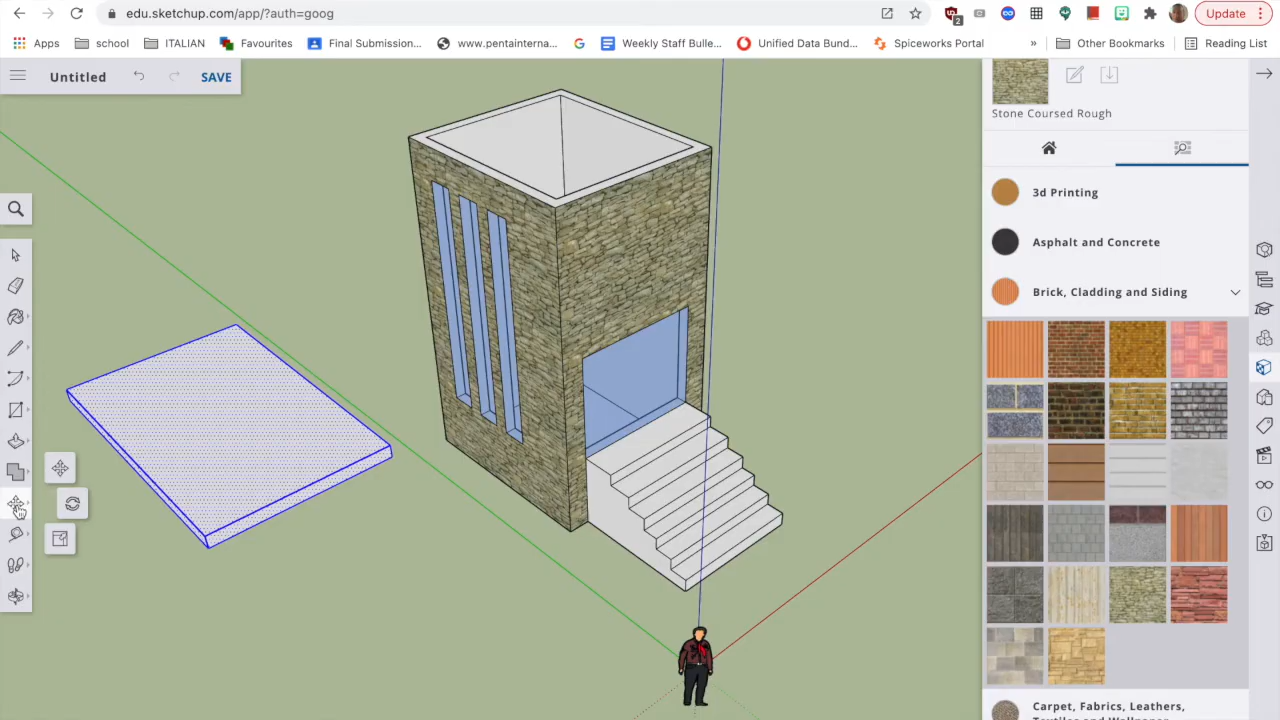 edu.sketchup.com/app/?auth=goog
2
Update
Apps
school
ITALIAN
Favourites
Final Submission...
www.pentainterna...
G
Weekly Staff Bulle...
Unified Data Bund...
Spiceworks Portal
»
Other Bookmarks
Reading List
Untitled
SAVE
Stone Coursed Rough
3d Printing
Asphalt and Concrete
Brick, Cladding and Siding
Carpet, Fabrics, Leathers,